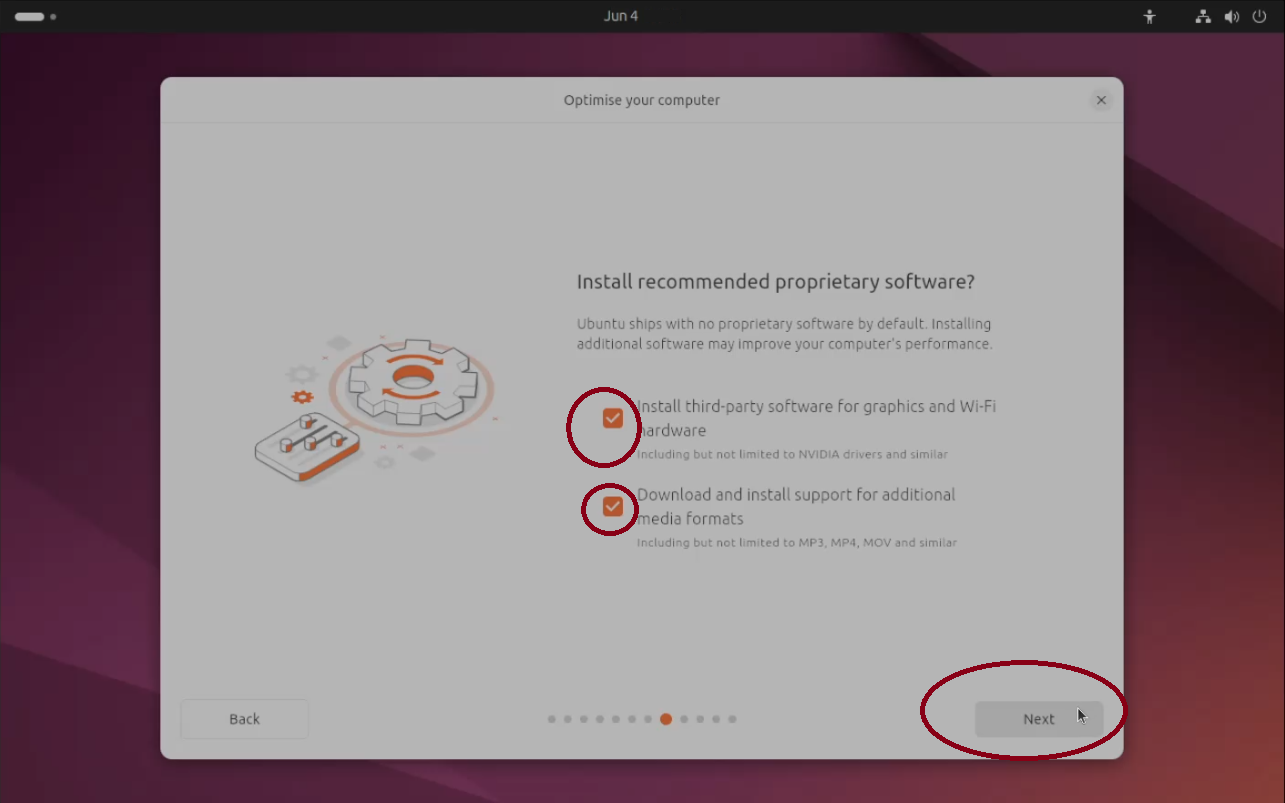 Jun 4
Optimise your computer
Install recommended proprietary software?
Ubuntu ships with no proprietary software by default. Installing
additional software may improve your computer's performance.
Install third-party software for graphics and Wi-Fi
hardware
Including but not limited to NVIDIA drivers and similar
Download and install support for additional
media formats
Including but not limited to MP3, MP4, MOV and similar
Back
Next